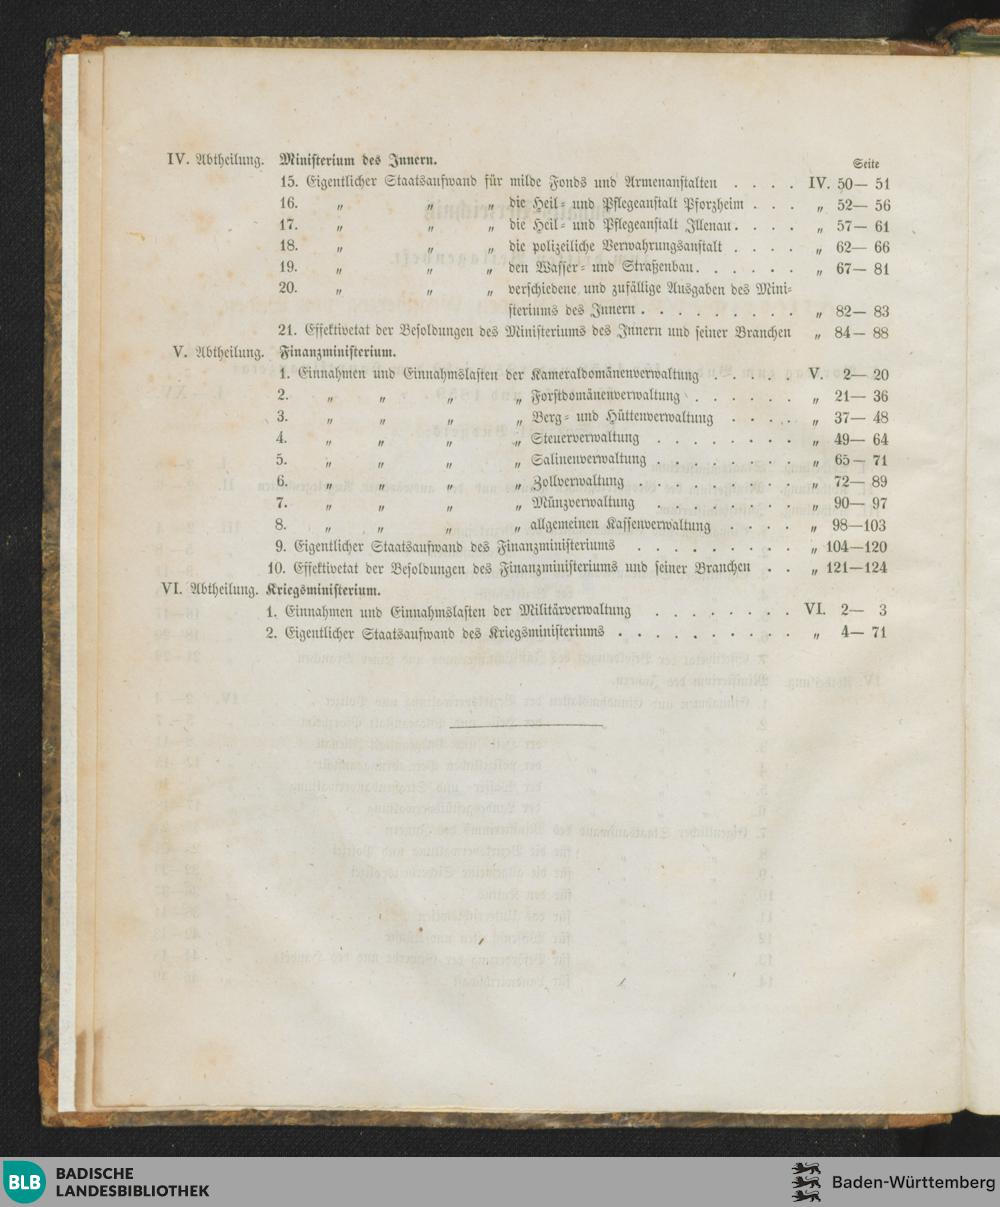 IV. Abtheilung. Ministerium des Innern.
Seite
15. Eigentlicher Staatsaufwand für milde Fonds und Armenanstalten . . . . IV. 50— 51
16. „ „ „ die Heil= und Pflegeanstalt Pforzheim . . . „ 52— 56
17. „ „ „ die Heil= und Pflegeanstalt Illenau . . . . „ 57— 61
18. „ „ „ die polizeiliche Verwahrungsanstalt . . . . „ 62— 66
19. „ „ „ den Wasser= und Straßenbau . . . . . . „ 67— 81
20. „ „ „ verschiedene und zufällige Ausgaben des Mini=
steriums des Innern . . . . . . . . . „ 82— 83
21. Effektivetat der Besoldungen des Ministeriums des Innern und seiner Branchen „ 84— 88
V. Abtheilung. Finanzministerium.
1. Einnahmen und Einnahmslasten der Kameraldomänenverwaltung . . . . . V. 2— 20
2. „ „ „ „ Forstdomänenverwaltung . . . . . . „ 21— 36
3. „ „ „ „ Berg= und Hüttenverwaltung . . . . „ 37— 48
4. „ „ „ „ Steuerverwaltung . . . . . . . . „ 49— 64
5. „ „ „ „ Salinenverwaltung . . . . . . . . „ 65— 71
6. „ „ „ „ Zollverwaltung . . . . . . . . . „ 72— 89
7. „ „ „ „ Münzverwaltung . . . . . . . . „ 90— 97
8. „ „ „ „ allgemeinen Kassenverwaltung . . . . „ 98—103
9. Eigentlicher Staatsaufwand des Finanzministeriums . . . . . . . . . „ 104—120
10. Effektivetat der Besoldungen des Finanzministeriums und seiner Branchen . . „ 121—124
VI. Abtheilung. Kriegsministerium.
1. Einnahmen und Einnahmslasten der Militärverwaltung . . . . . . . VI. 2— 3
2. Eigentlicher Staatsaufwand des Kriegsministeriums . . . . . . . . . „ 4— 71
BLB BADISCHE
LANDESBIBLIOTHEK
Baden-Württemberg